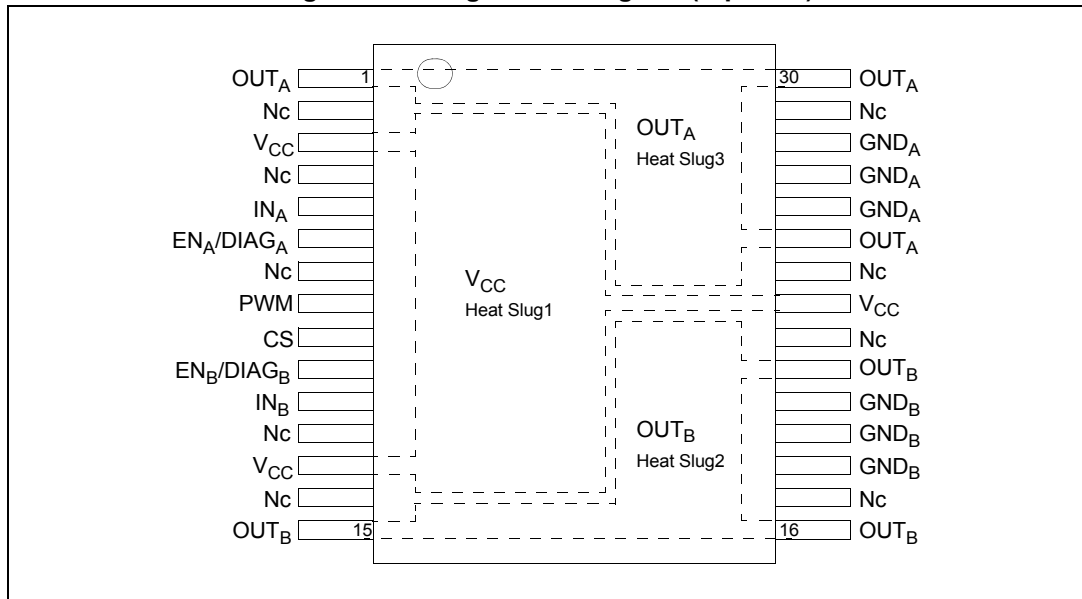 OUTA 1
Nc
VCC
Nc
INA
ENA/DIAGA
Nc
PWM
CS
ENB/DIAGB
INB
Nc
VCC
Nc
OUTB 15
VCC
Heat Slug1
OUTA
Heat Slug3
OUTB
Heat Slug2
30 OUTA
Nc
GNDA
GNDA
GNDA
OUTA
Nc
VCC
Nc
OUTB
GNDB
GNDB
GNDB
Nc
16 OUTB